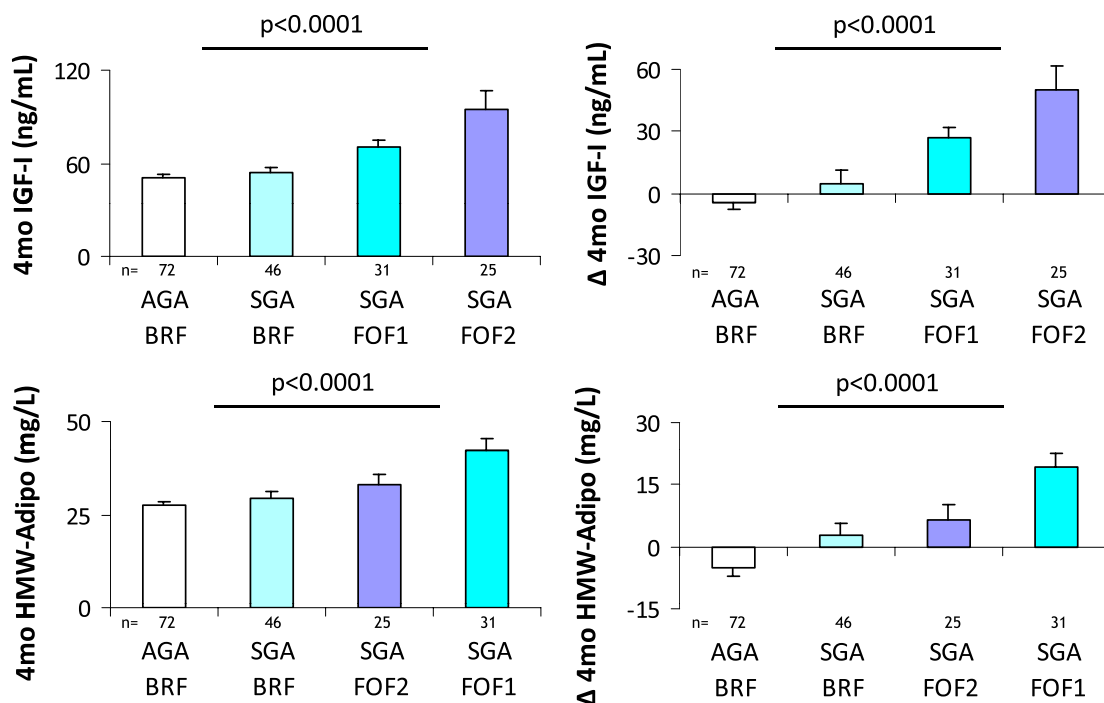 p<0.0001
4mo IGF-I (ng/mL)
120
60
0
n= 72 46 31 25
AGA SGA SGA SGA
BRF BRF FOF1 FOF2
p<0.0001
Δ 4mo IGF-I (ng/mL)
60
30
0
-30
n= 72 46 31 25
AGA SGA SGA SGA
BRF BRF FOF1 FOF2
p<0.0001
4mo HMW-Adipo (mg/L)
50
25
0
n= 72 46 25 31
AGA SGA SGA SGA
BRF BRF FOF2 FOF1
p<0.0001
Δ 4mo HMW-Adipo (mg/L)
30
15
0
-15
n= 72 46 25 31
AGA SGA SGA SGA
BRF BRF FOF2 FOF1